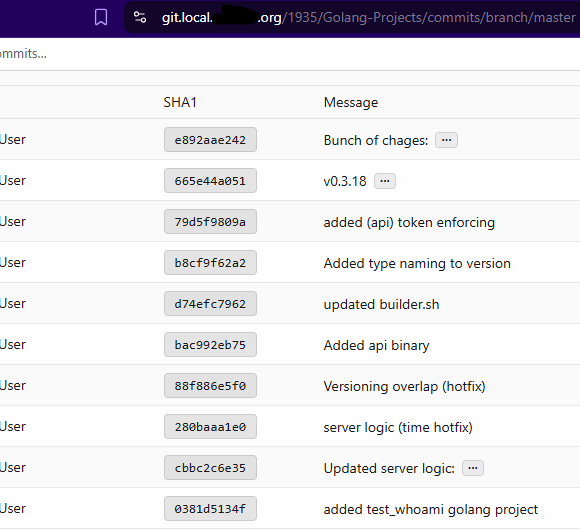 git.local. .org/1935/Golang-Projects/commits/branch/master
ommits...
SHA1 Message
User e892aae242 Bunch of chages: ...
User 665e44a051 v0.3.18 ...
User 79d5f9809a added (api) token enforcing
User b8cf9f62a2 Added type naming to version
User d74efc7962 updated builder.sh
User bac992eb75 Added api binary
User 88f886e5f0 Versioning overlap (hotfix)
User 280baaa1e0 server logic (time hotfix)
User cbbc2c6e35 Updated server logic: ...
User 0381d5134f added test_whoami golang project